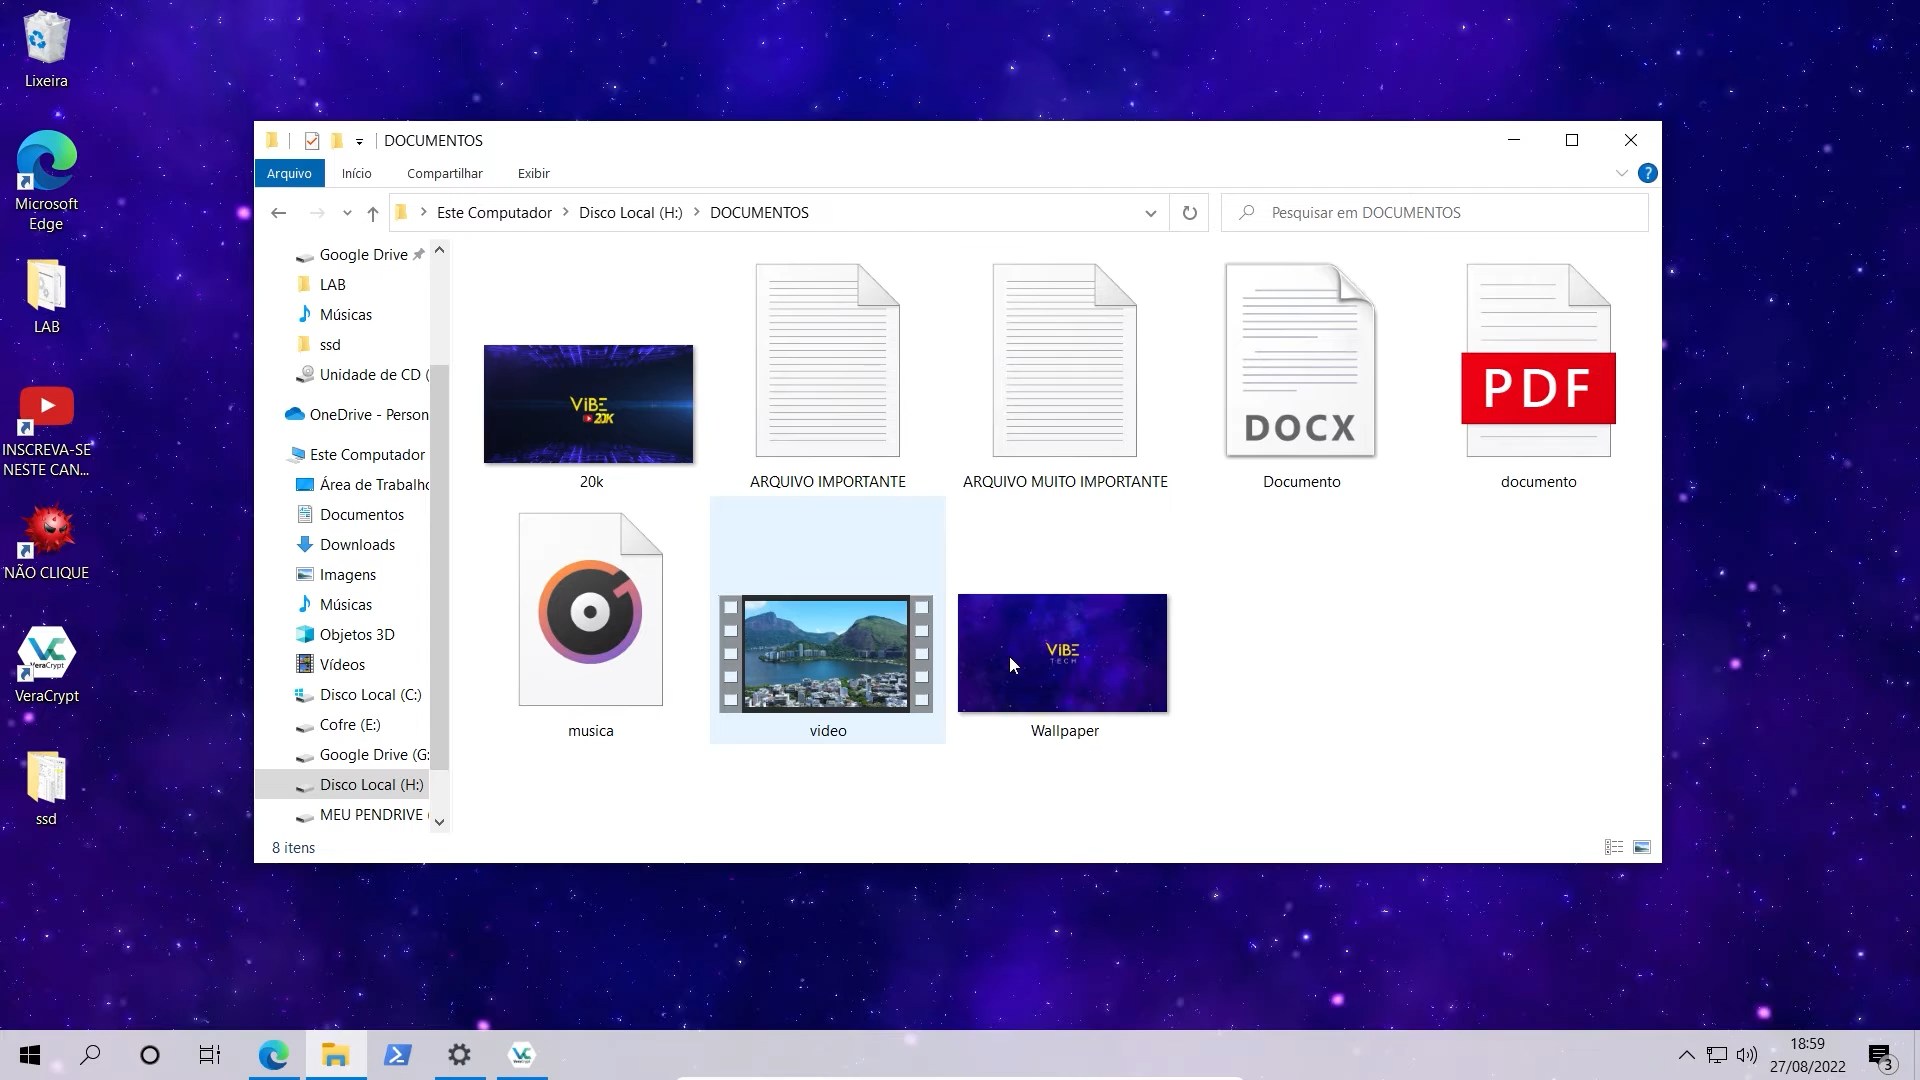 Lixeira
Microsoft
Edge
LAB
INSCREVA-SE
NESTE CAN...
NÃO CLIQUE
VeraCrypt
VeraCrypt
ssd
DOCUMENTOS
Arquivo
Início
Compartilhar
Exibir
?
Este Computador
Disco Local (H:)
DOCUMENTOS
Pesquisar em DOCUMENTOS
Google Drive
LAB
Músicas
ssd
Unidade de CD (
OneDrive - Person
Este Computador
Área de Trabalho
Documentos
Downloads
Imagens
Músicas
Objetos 3D
Vídeos
Disco Local (C:)
Cofre (E:)
Google Drive (G:
Disco Local (H:)
MEU PENDRIVE (
ViBE
20K
20k
ARQUIVO IMPORTANTE
ARQUIVO MUITO IMPORTANTE
DOCX
Documento
PDF
documento
musica
video
ViBE
TECH
Wallpaper
8 itens
18:59
27/08/2022
3